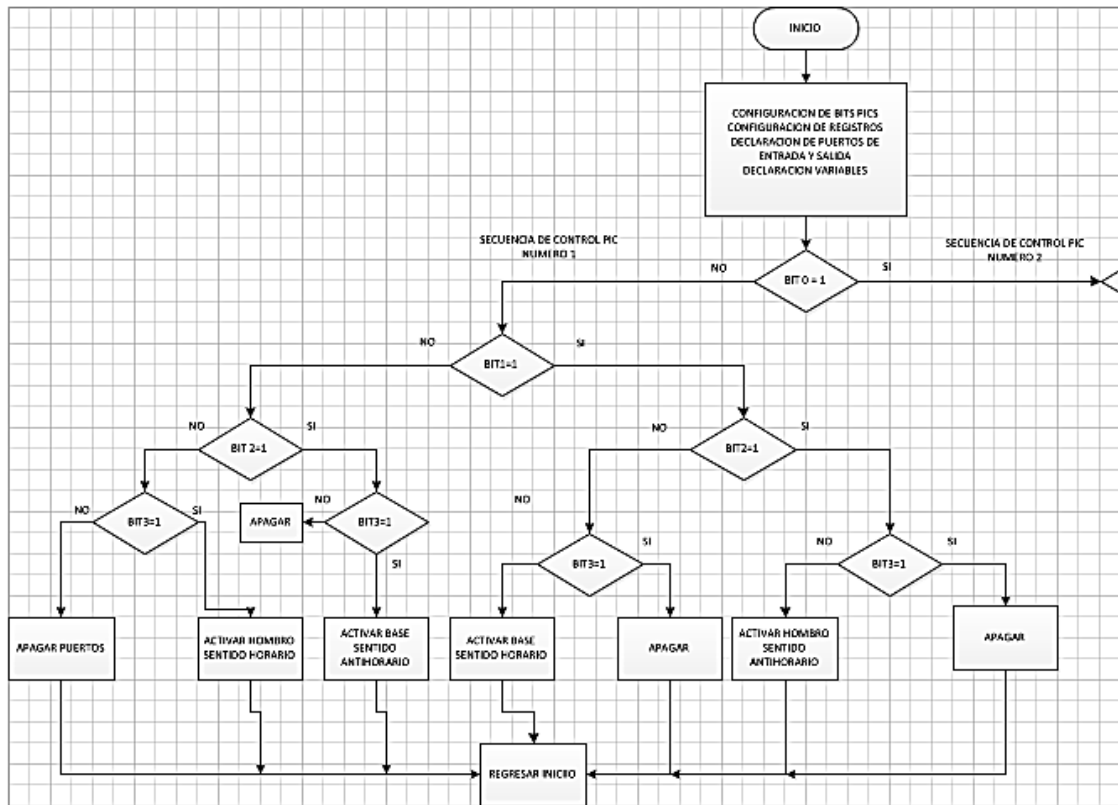 INICIO
CONFIGURACION DE BITS PICS
CONFIGURACION DE REGISTROS
DECLARACION DE PUERTOS DE
ENTRADA Y SALIDA
DECLARACION VARIABLES
SECUENCIA DE CONTROL PIC
NUMERO 1
SECUENCIA DE CONTROL PIC
NUMERO 2
NO
BIT 0 = 1
SI
NO
BIT1=1
SI
NO
BIT 2=1
SI
NO
BIT2=1
SI
NO
BIT3=1
SI
APAGAR
NO
BIT3=1
SI
NO
BIT3=1
SI
NO
BIT3=1
SI
APAGAR PUERTOS
ACTIVAR HOMBRO
SENTIDO HORARIO
ACTIVAR BASE
SENTIDO
ANTIHORARIO
ACTIVAR BASE
SENTIDO HORARIO
APAGAR
ACTIVAR HOMBRO
SENTIDO
ANTIHORARIO
APAGAR
REGRESAR INICIO